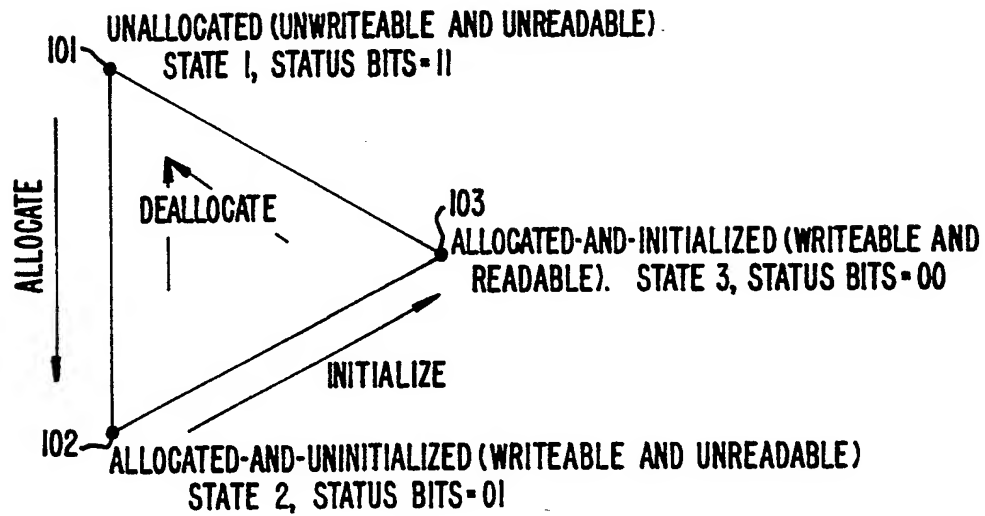 UNALLOCATED (UNWRITEABLE AND UNREADABLE).
101
STATE 1, STATUS BITS=11
ALLOCATE
DEALLOCATE
103
ALLOCATED-AND-INITIALIZED (WRITEABLE AND
READABLE). STATE 3, STATUS BITS=00
INITIALIZE
102
ALLOCATED-AND-UNINITIALIZED (WRITEABLE AND UNREADABLE)
STATE 2, STATUS BITS=01